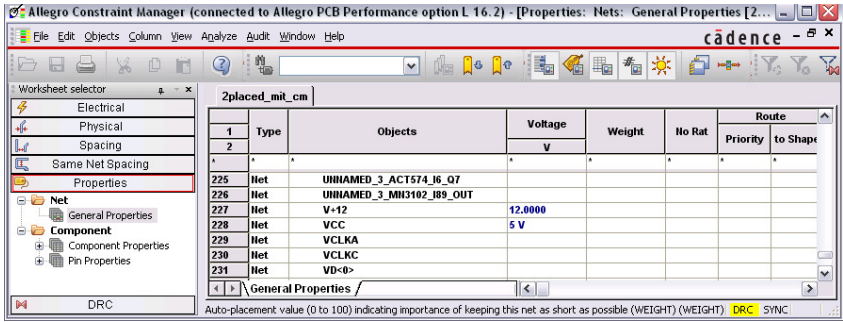 Allegro Constraint Manager (connected to Allegro PCB Performance option L 16.2) - [Properties: Nets: General Properties [2...
File Edit Objects Column View Analyze Audit Window Help
cādence
Worksheet selector
Electrical
Physical
Spacing
Same Net Spacing
Properties
Net
General Properties
Component
Component Properties
Pin Properties
DRC
2placed_mit_cm
Type Objects Voltage Weight No Rat Route
Priority to Shape
1
2 V
* * * * * * * *
225 Net UNNAMED_3_ACT574_I6_Q7
226 Net UNNAMED_3_MN3102_I89_OUT
227 Net V+12 12.0000
228 Net VCC 5 V
229 Net VCLKA
230 Net VCLKC
231 Net VD<0>
General Properties
Auto-placement value (0 to 100) indicating importance of keeping this net as short as possible (WEIGHT) (WEIGHT) DRC SYNC